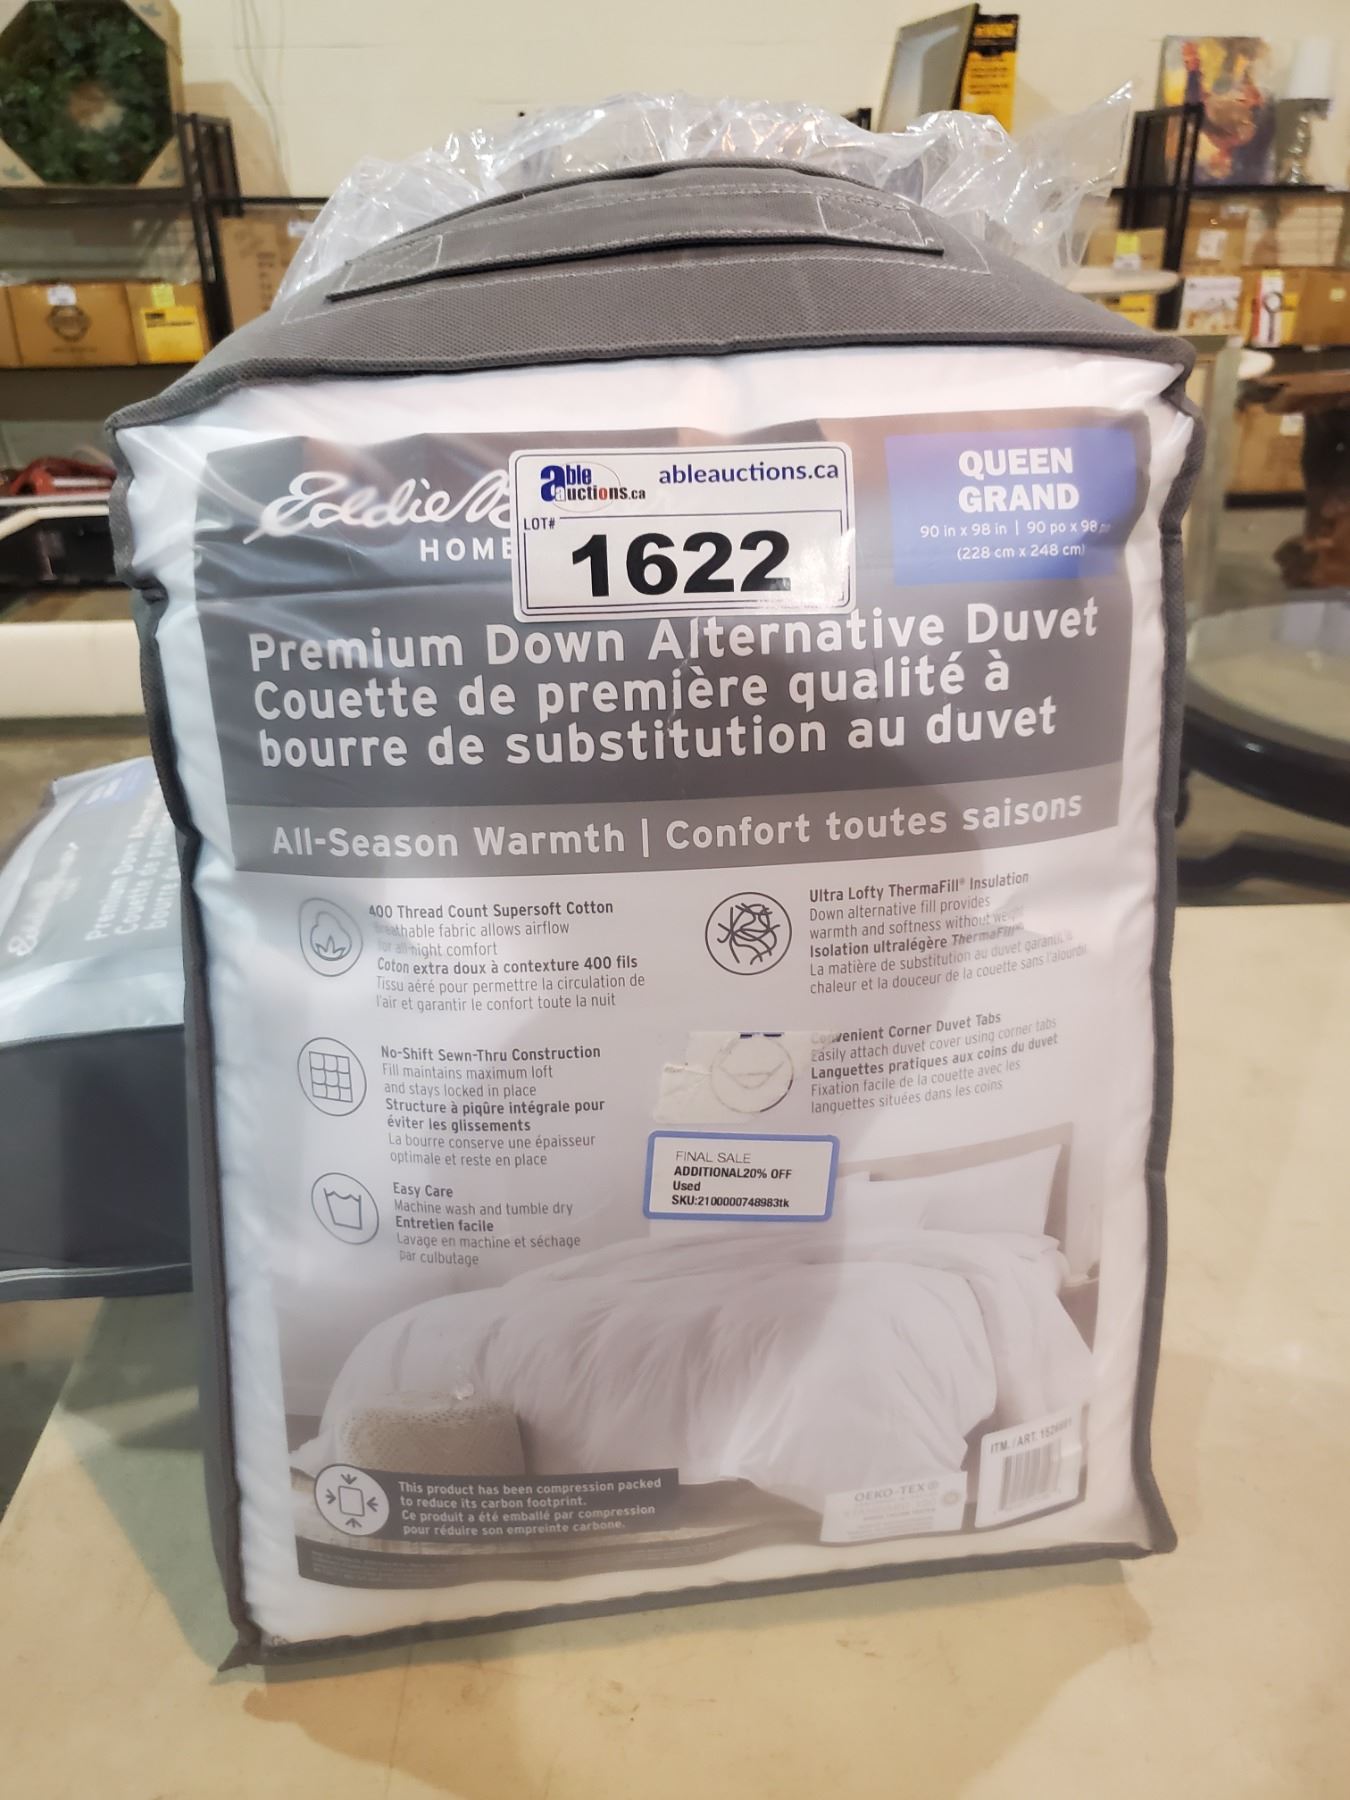 able
auctions.ca
ableauctions.ca
LOT#
1622
Eddie
HOME
QUEEN
GRAND
90 in x 98 in | 90 po x 98
(228 cm x 248 cm)
Premium Down Alternative Duvet
Couette de première qualité à
bourre de substitution au duvet
All-Season Warmth | Confort toutes saisons
400 Thread Count Supersoft Cotton
Breathable fabric allows airflow
for all-night comfort
Coton extra doux à contexture 400 fils
Tissu aéré pour permettre la circulation de
l'air et garantir le confort toute la nuit
Ultra Lofty ThermaFill® Insulation
Down alternative fill provides
warmth and softness without
Isolation ultralégère ThermaFill
La matière de substitution au duvet garantit
chaleur et la douceur de la couette sans l'alourdir
No-Shift Sewn-Thru Construction
Fill maintains maximum loft
and stays locked in place
Structure à piqûre intégrale pour
éviter les glissements
La bourre conserve une épaisseur
optimale et reste en place
Convenient Corner Duvet Tabs
Easily attach duvet cover using corner tabs
Languettes pratiques aux coins du duvet
Fixation facile de la couette avec les
languettes situées dans les coins
Easy Care
Machine wash and tumble dry
Entretien facile
Lavage en machine et séchage
par culbutage
FINAL SALE
ADDITIONAL20% OFF
Used
SKU:2100000748983tk
This product has been compression packed
to reduce its carbon footprint.
Ce produit a été emballé par compression
pour réduire son empreinte carbone.
OEKO-TEX®
ITM./ART.
Premium Down
Couette de
bourre